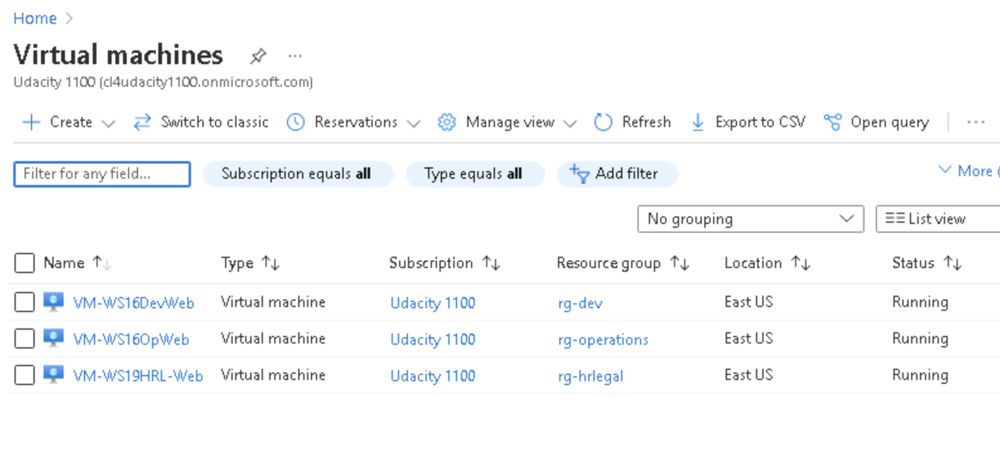 Home
Virtual machines
Udacity 1100 (cl4udacity1100.onmicrosoft.com)
Create Switch to classic Reservations Manage view Refresh Export to CSV Open query
Filter for any field... Subscription equals all Type equals all Add filter More (
No grouping List view
Name Type Subscription Resource group Location Status
VM-WS16DevWeb Virtual machine Udacity 1100 rg-dev East US Running
VM-WS16OpWeb Virtual machine Udacity 1100 rg-operations East US Running
VM-WS19HRL-Web Virtual machine Udacity 1100 rg-hrlegal East US Running